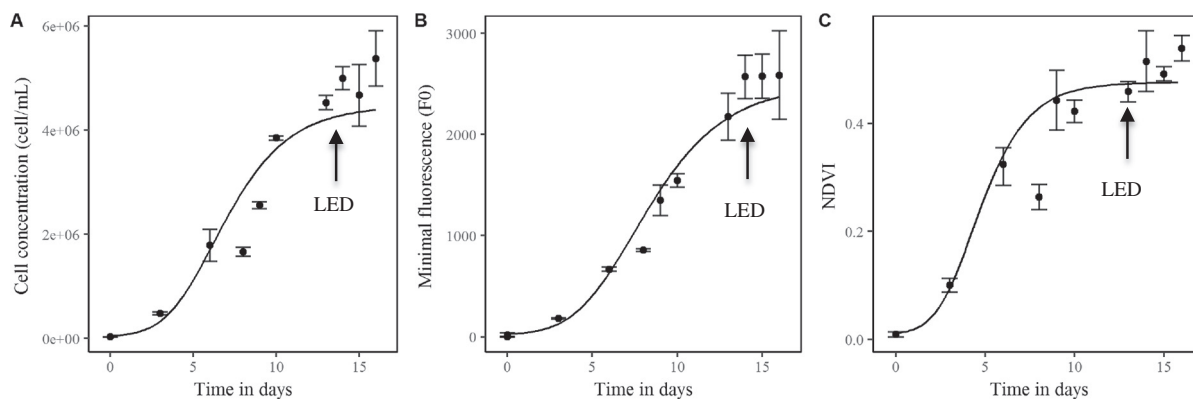 A
Cell concentration (cell/mL)
6e+06
4e+06
2e+06
0e+00
LED
0
5
10
15
Time in days
B
Minimal fluorescence (F0)
3000
2000
1000
0
LED
0
5
10
15
Time in days
C
NDVI
0.4
0.2
0.0
LED
0
5
10
15
Time in days